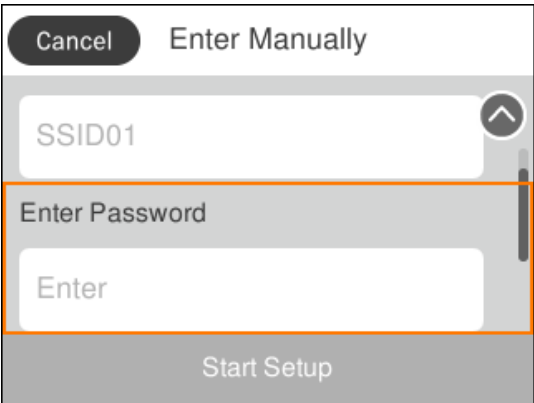 Cancel Enter Manually
SSID01
Enter Password
Enter
Start Setup